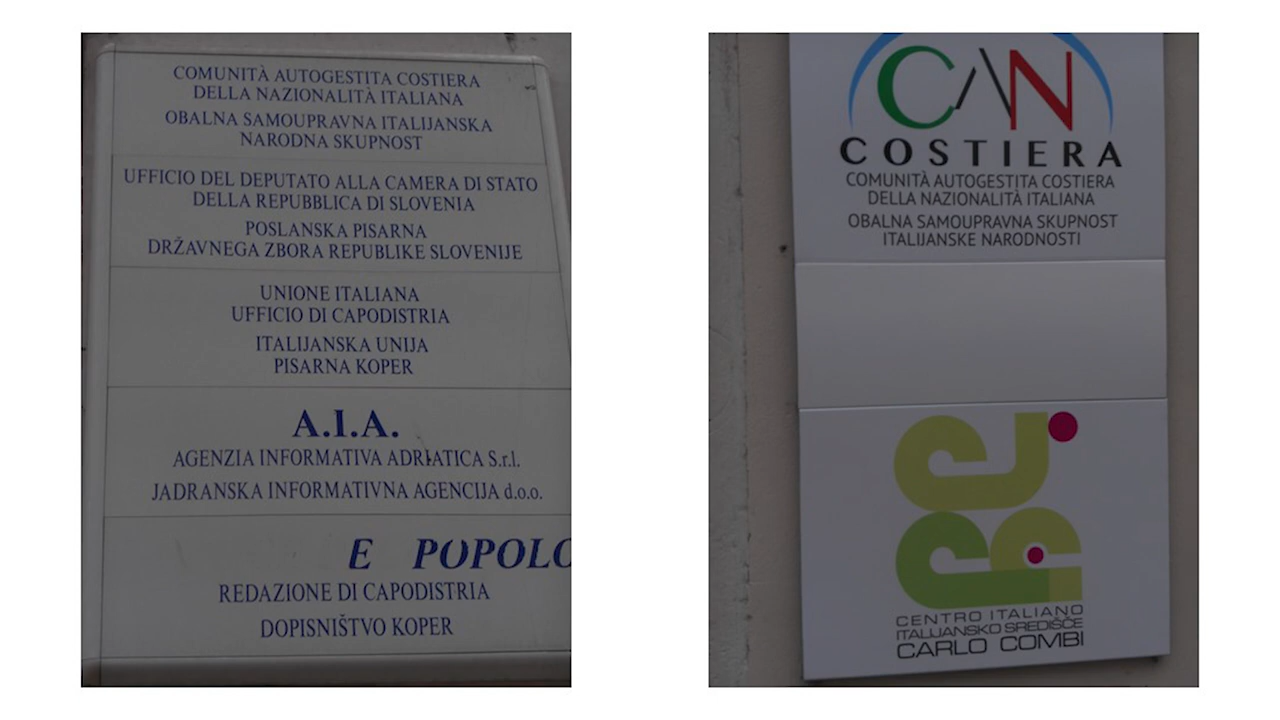 COMUNITÀ AUTOGESTITA COSTIERA
DELLA NAZIONALITÀ ITALIANA
OBALNA SAMOUPRAVNA ITALIJANSKA
NARODNA SKUPNOST
UFFICIO DEL DEPUTATO ALLA CAMERA DI STATO
DELLA REPUBBLICA DI SLOVENIA
POSLANSKA PISARNA
DRŽAVNEGA ZBORA REPUBLIKE SLOVENIJE
UNIONE ITALIANA
UFFICIO DI CAPODISTRIA
ITALIJANSKA UNIJA
PISARNA KOPER
A.I.A.
AGENZIA INFORMATIVA ADRIATICA S.r.l.
JADRANSKA INFORMATIVNA AGENCIJA d.o.o.
E POPOLO
REDAZIONE DI CAPODISTRIA
DOPISNIŠTVO KOPER
CAN
COSTIERA
COMUNITÀ AUTOGESTITA COSTIERA
DELLA NAZIONALITÀ ITALIANA
OBALNA SAMOUPRAVNA SKUPNOST
ITALIJANSKE NARODNOSTI
CENTRO ITALIANO
ITALIJANSKO SREDIŠČE
CARLO COMBI